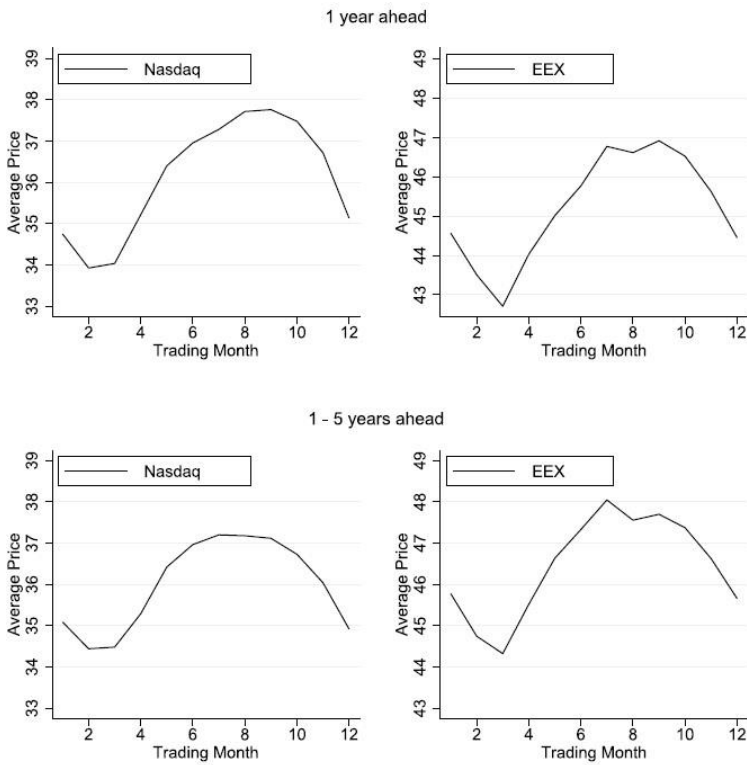 1 year ahead
Nasdaq
Average Price
39
38
37
36
35
34
33
2 4 6 8 10 12
Trading Month
EEX
Average Price
49
48
47
46
45
44
43
2 4 6 8 10 12
Trading Month
1 - 5 years ahead
Nasdaq
Average Price
39
38
37
36
35
34
33
2 4 6 8 10 12
Trading Month
EEX
Average Price
49
48
47
46
45
44
43
2 4 6 8 10 12
Trading Month